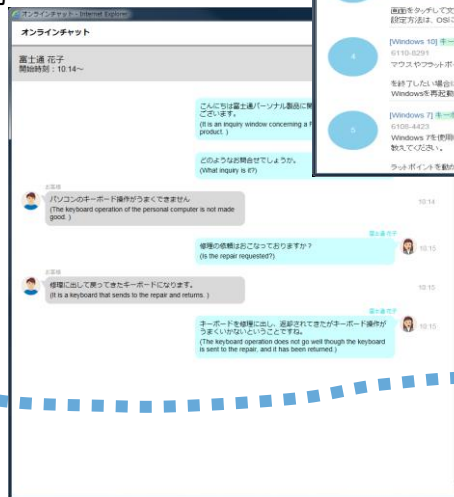 オンラインチャット - Internet Explorer
オンラインチャット
富士通 花子
開始時刻：10:14～
こんにちは富士通パーソナル製品に関
ございます。
(It is an inquiry window concerning a F
product. )
どのようなお問合せでしょうか。
(What inquiry is it?)
お客様
パソコンのキーボード操作がうまくできません
(The keyboard operation of the personal computer is not made
good. )
10:14
富士通 花子
修理の依頼はおこなっておりますか？
(Is the repair requested?)
10:15
お客様
修理に出して戻ってきたキーボードになります。
(It is a keyboard that sends to the repair and returns. )
10:15
富士通 花子
キーボードを修理に出し、返却されてきたがキーボード操作が
うまくいかないということですね。
(The keyboard operation does not go well though the keyboard
is sent to the repair, and it has been returned.)
10:15
画面をタッチして文
設定方法は、OSに
4
[Windows 10] キー
6110-8291
マウスやフラットポー
を終了したい場合に
Windowsを再起動
5
[Windows 7] キーボ
6106-4423
Windows 7を使用
教えてください。